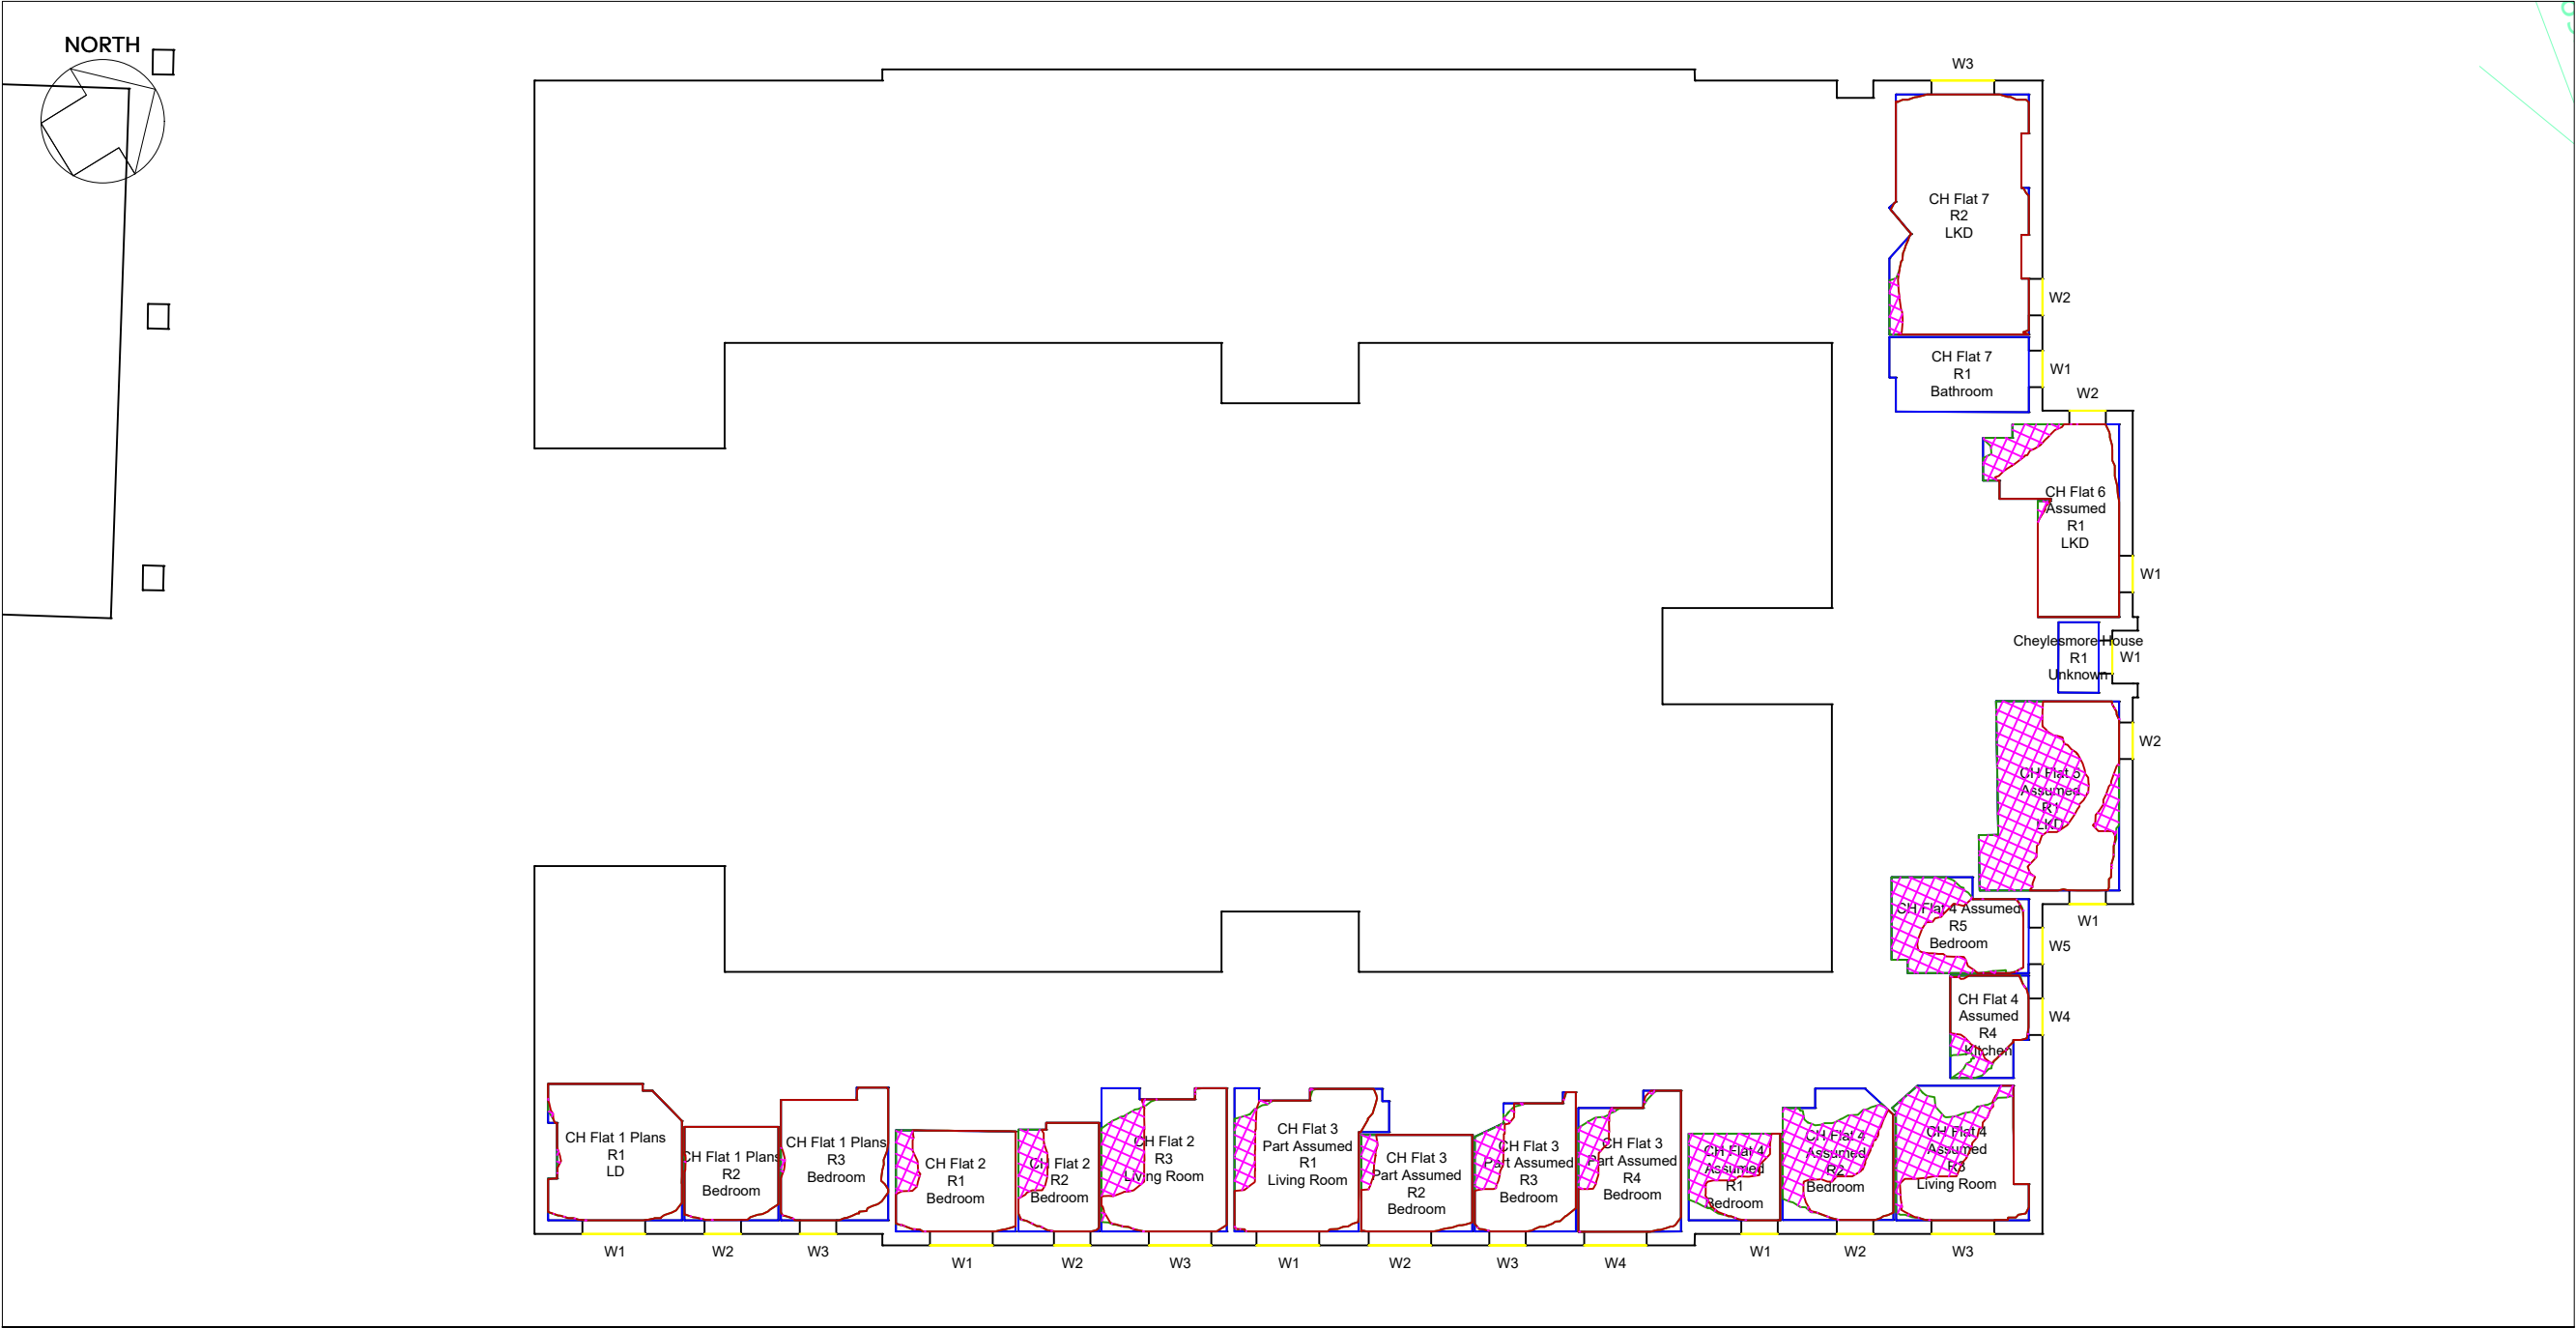 NORTH
W3
CH Flat 7
R2
LKD
W2
CH Flat 7
R1
Bathroom
W1
W2
CH Flat 6
Assumed
R1
LKD
W1
Cheylesmore House
R1
Unknown
W1
CH Flat 5
Assumed
R1
LKD
W2
W1
CH Flat 4 Assumed
R5
Bedroom
W5
CH Flat 4
Assumed
R4
Kitchen
W4
CH Flat 1 Plans
R1
LD
CH Flat 1 Plans
R2
Bedroom
CH Flat 1 Plans
R3
Bedroom
CH Flat 2
R1
Bedroom
CH Flat 2
R2
Bedroom
CH Flat 2
R3
Living Room
CH Flat 3
Part Assumed
R1
Living Room
CH Flat 3
Part Assumed
R2
Bedroom
CH Flat 3
Part Assumed
R3
Bedroom
CH Flat 3
Part Assumed
R4
Bedroom
CH Flat 4
Assumed
R1
Bedroom
CH Flat 4
Assumed
R2
Bedroom
CH Flat 4
Assumed
R3
Living Room
W1
W2
W3
W1
W2
W3
W1
W2
W3
W4
W1
W2
W3